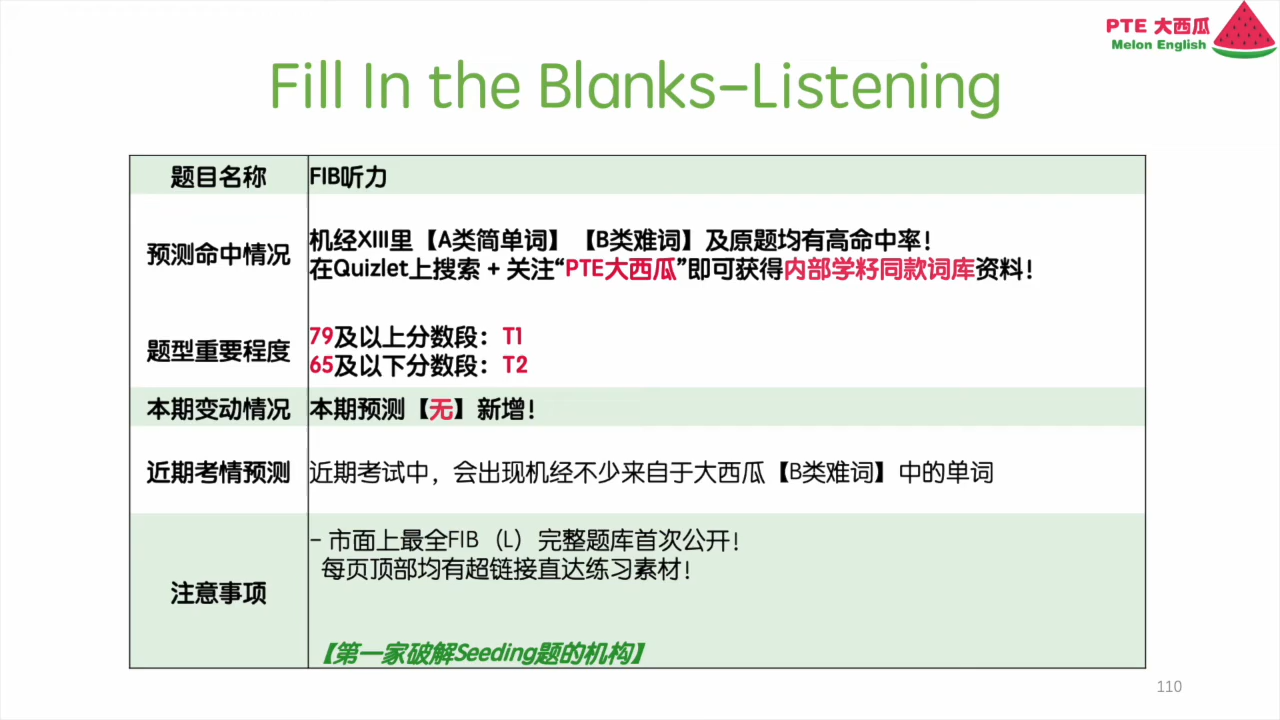 PTE 大西瓜
Melon English
Fill In the Blanks-Listening
题目名称
FIB听力
预测命中情况
机经XIII里【A类简单词】【B类难词】及原题均有高命中率！
在Quizlet上搜索 + 关注“PTE大西瓜”即可获得内部学籽同款词库资料！
题型重要程度
79及以上分数段：T1
65及以下分数段：T2
本期变动情况
本期预测【无】新增！
近期考情预测
近期考试中，会出现机经不少来自于大西瓜【B类难词】中的单词
注意事项
- 市面上最全FIB（L）完整题库首次公开！
每页顶部均有超链接直达练习素材！
【第一家破解Seeding题的机构】
110